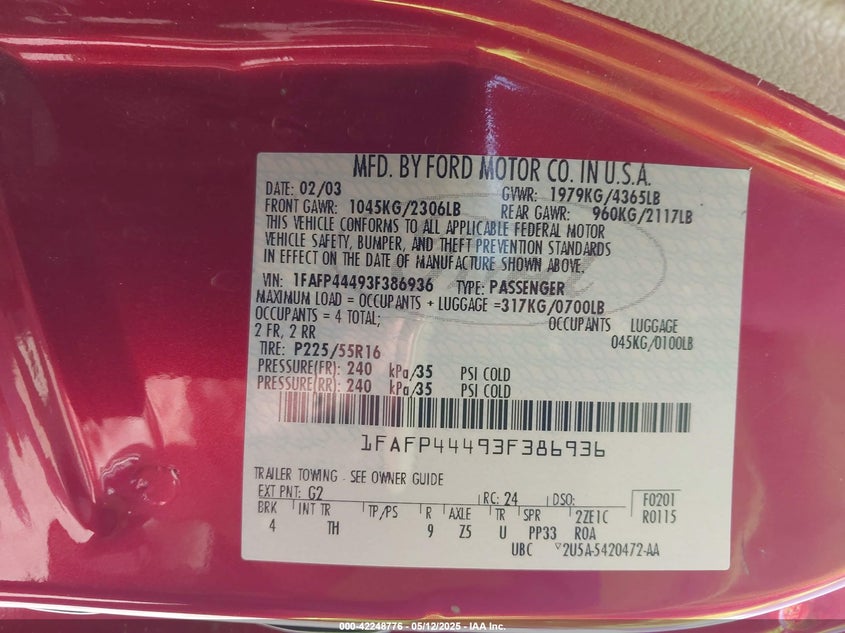 MFD. BY FORD MOTOR CO. IN U.S.A.
DATE: 02/03 GVWR: 1979KG/4365LB
FRONT GAWR: 1045KG/2306LB REAR GAWR: 960KG/2117LB
THIS VEHICLE CONFORMS TO ALL APPLICABLE FEDERAL MOTOR
VEHICLE SAFETY, BUMPER, AND THEFT PREVENTION STANDARDS
IN EFFECT ON THE DATE OF MANUFACTURE SHOWN ABOVE.
VIN: 1FAFP44493F386936 TYPE: PASSENGER
MAXIMUM LOAD = OCCUPANTS + LUGGAGE =317KG/0700LB
OCCUPANTS = 4 TOTAL; OCCUPANTS LUGGAGE
2 FR, 2 RR 045KG/0100LB
TIRE: P225/55R16
PRESSURE(FR): 240 kPa/35 PSI COLD
PRESSURE(RR): 240 kPa/35 PSI COLD
1FAFP44493F386936
TRAILER TOWING - SEE OWNER GUIDE
EXT PNT: G2 RC: 24 DSO: F0201
BRK INT TR TP/PS R AXLE TR SPR 2ZE1C R0115
4 TH 9 Z5 U PP33 ROA
UBC 2U5A-5420472-AA
000-42248776 - 05/12/2025 - IAA Inc.